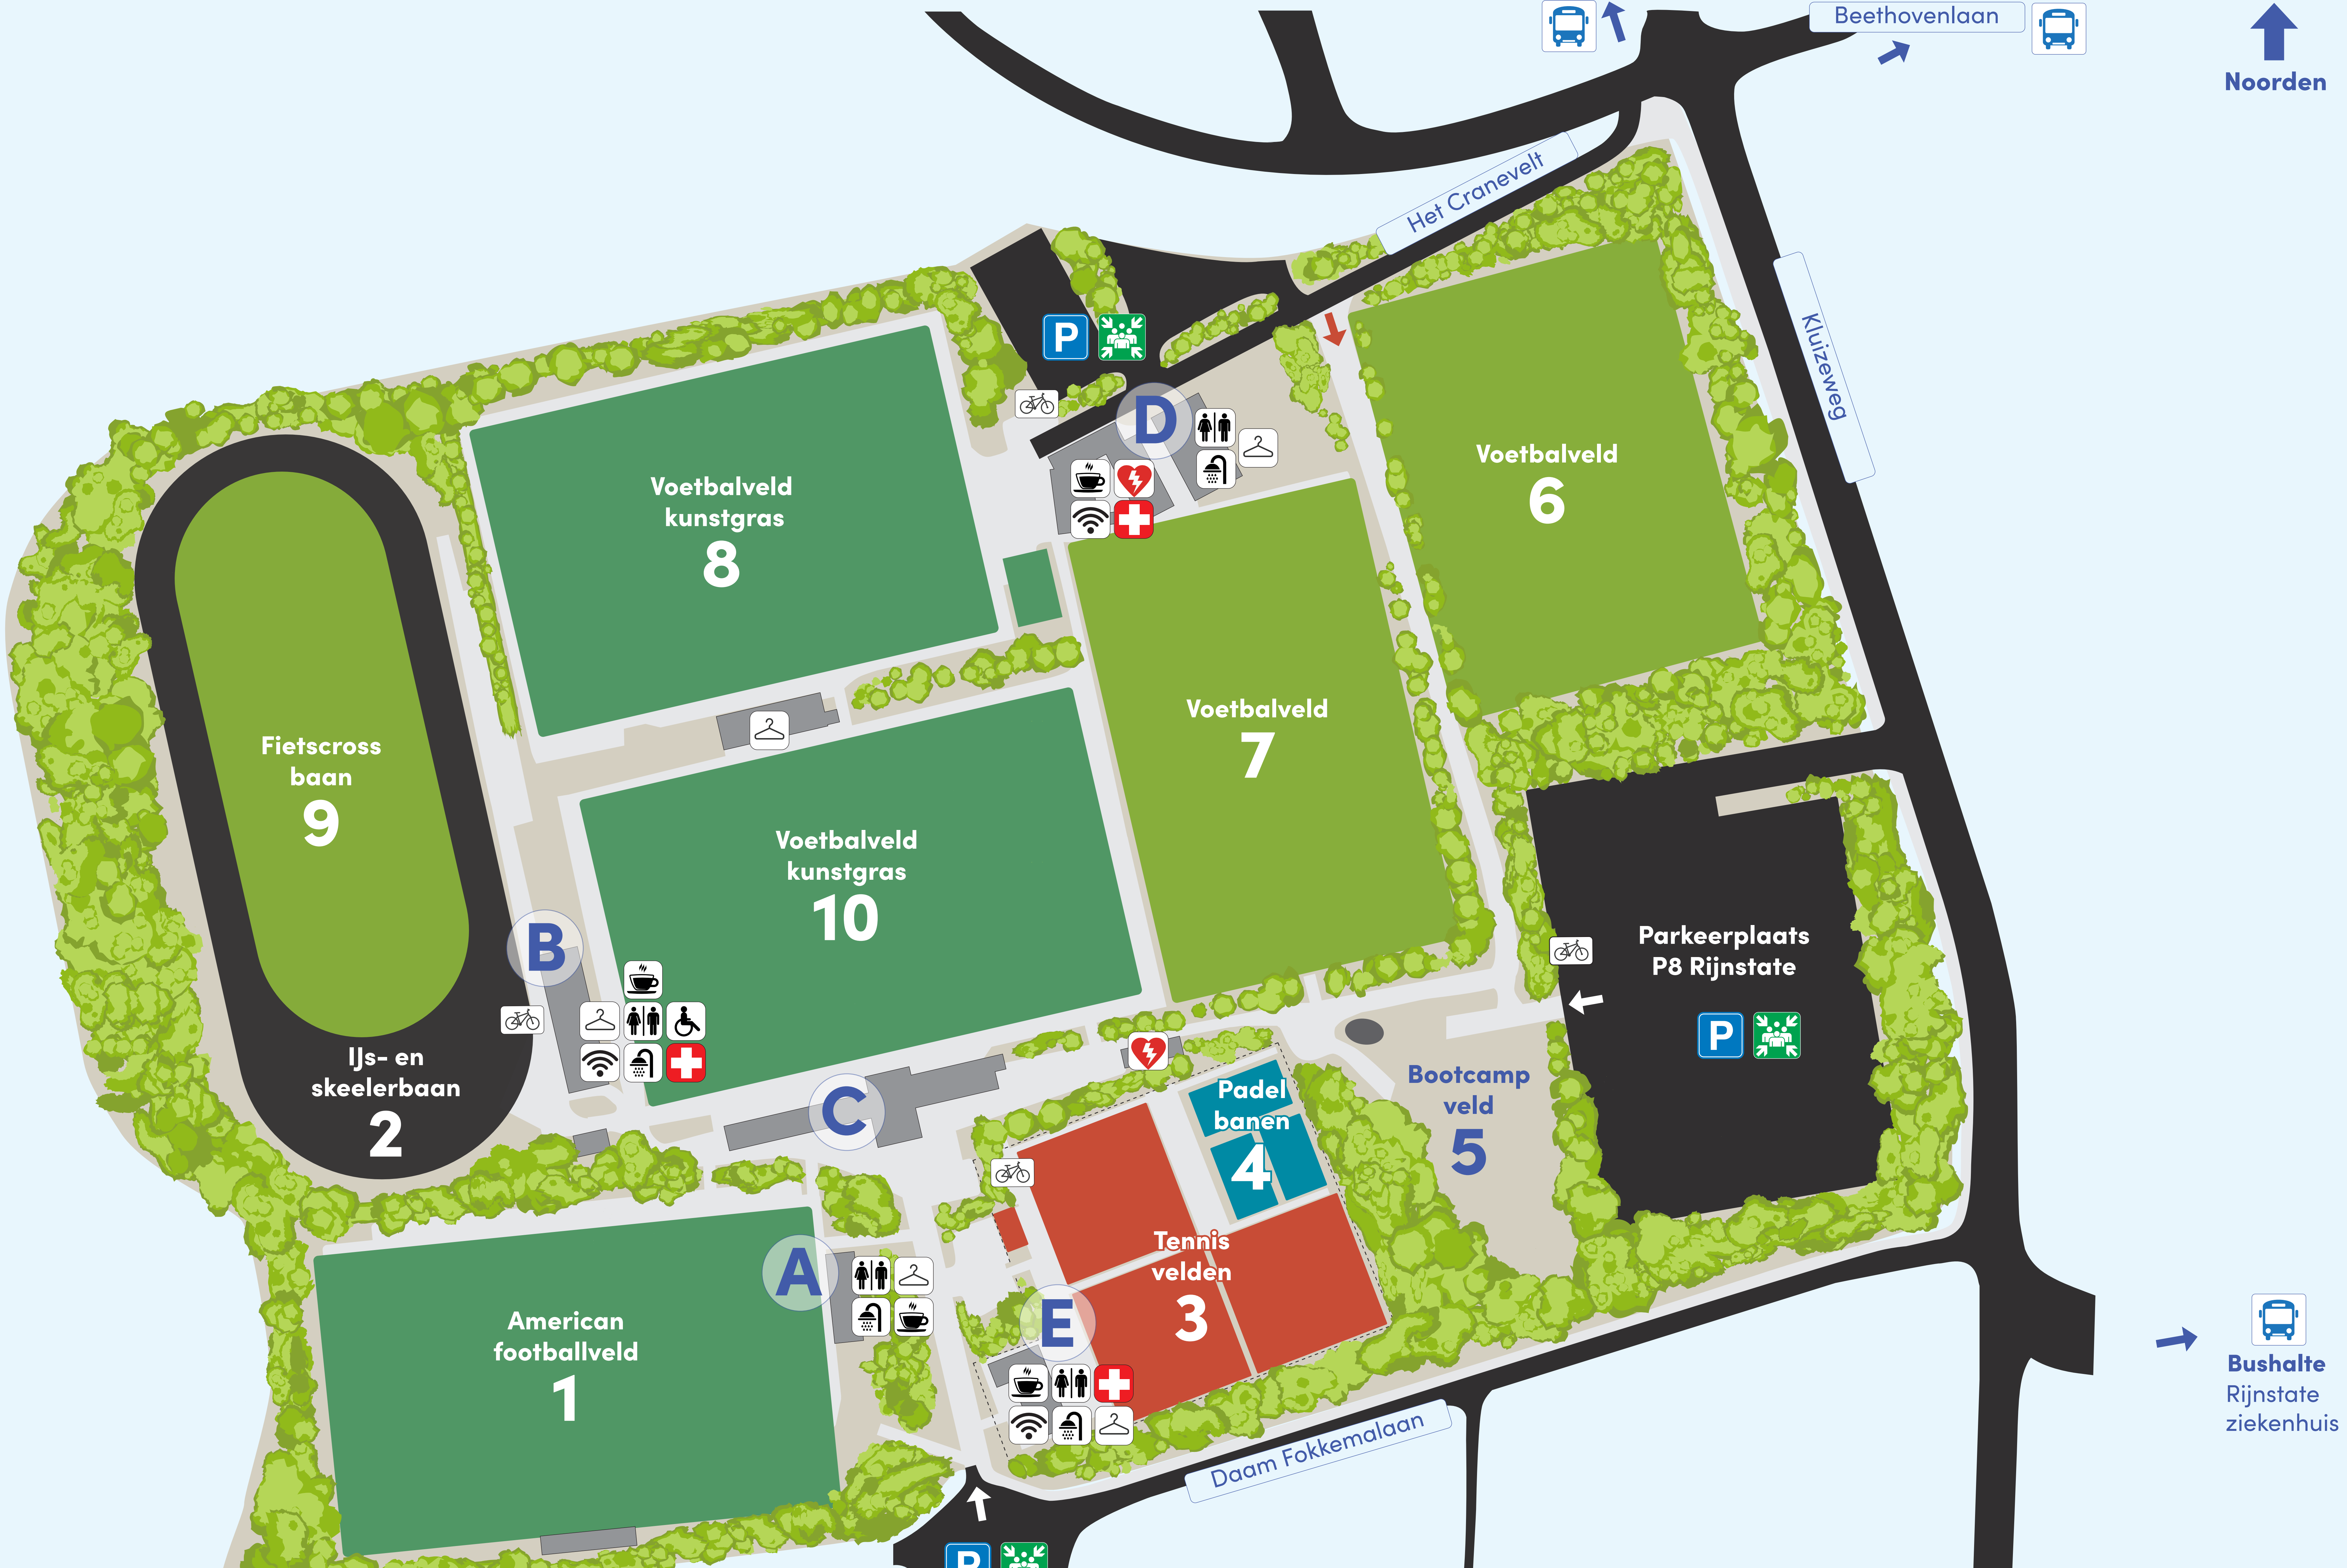 Beethovenlaan
Noorden
Het Cranevelt
Kluizeweg
P
D
Voetbalveld
6
Voetbalveld
kunstgras
8
Voetbalveld
7
Fietscross
baan
9
Voetbalveld
kunstgras
10
B
Parkeerplaats
P8 Rijnstate
P
IJs- en
skeelerbaan
2
C
Padel
banen
4
Bootcamp
veld
5
A
Tennis
velden
3
E
American
footballveld
1
Bushalte
Rijnstate
ziekenhuis
Daam Fokkemalaan
P